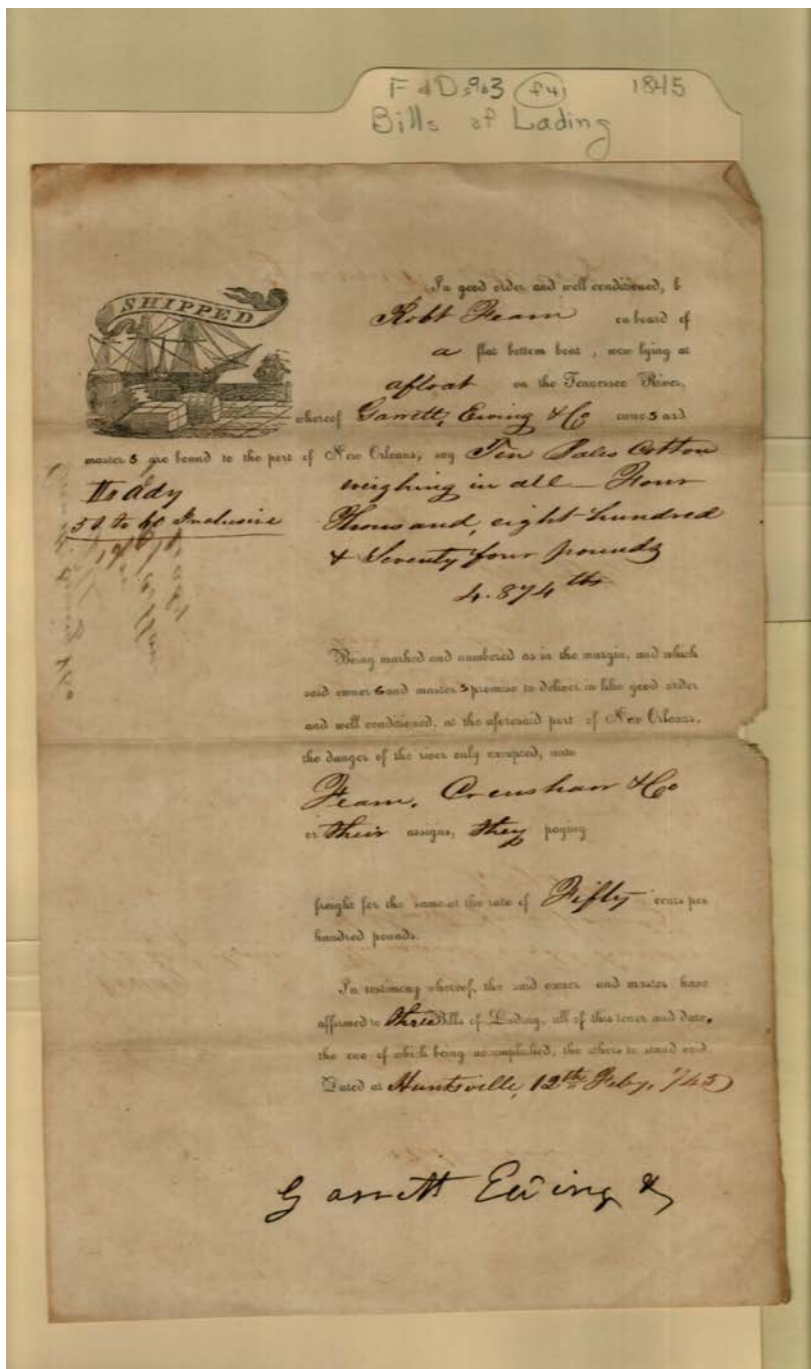 F&D 963 (f4) 1845
Bills of Lading
SHIPPED
In good order and well conditioned, b
Robt Fearn on board of
a flat bottom boat, now lying at
afloat on the Tennessee River,
whereof Garrett, Ewing & Co owners and
masters are bound to the port of New Orleans, say Ten Bales Cotton
weighing in all - Four
51 to 60 Inclusive Thousand, eight hundred
& Seventy four pounds
4.874 lbs
Being marked and numbered as in the margin, and which
said owners and masters promise to deliver in like good order
and well conditioned, at the aforesaid port of New Orleans,
the danger of the river only excepted, unto
Fearn, Crenshaw & Co
or their assigns, they paying
freight for the same at the rate of Fifty cents per
hundred pounds.
In testimony whereof, the said owner and master have
affirmed to three Bills of Lading, all of this tenor and date,
the one of which being accomplished, the others to stand void.
Dated at Huntsville, 12th Feby, 1/45
Garrett Ewing &